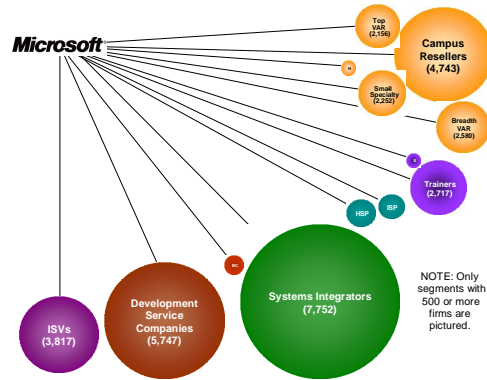 Microsoft
Top
VAR
(2,156)
Campus
Resellers
(4,743)
Small
Specialty
(2,252)
Breadth
VAR
(2,580)
Trainers
(2,717)
HSP
ISP
Systems Integrators
(7,752)
Development
Service
Companies
(5,747)
ISVs
(3,817)
NOTE: Only
segments with
500 or more
firms are
pictured.